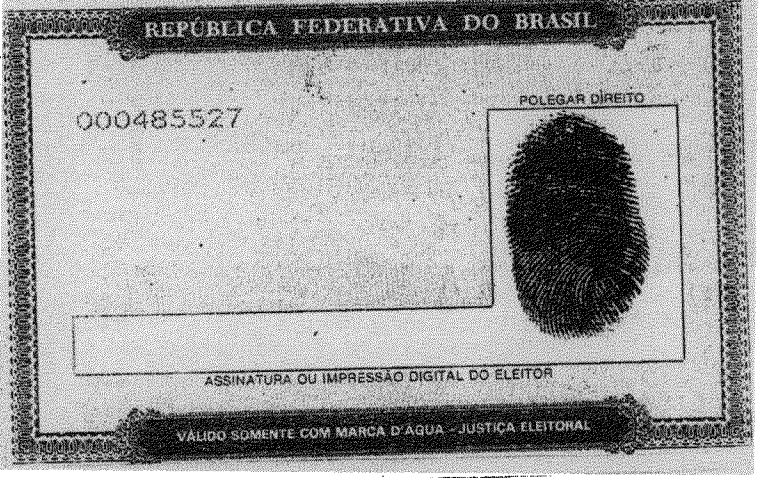 REPÚBLICA FEDERATIVA DO BRASIL
POLEGAR DIREITO
000485527
ASSINATURA OU IMPRESSÃO DIGITAL DO ELEITOR
VÁLIDO SOMENTE COM MARCA D'AGUA - JUSTIÇA ELEITORAL